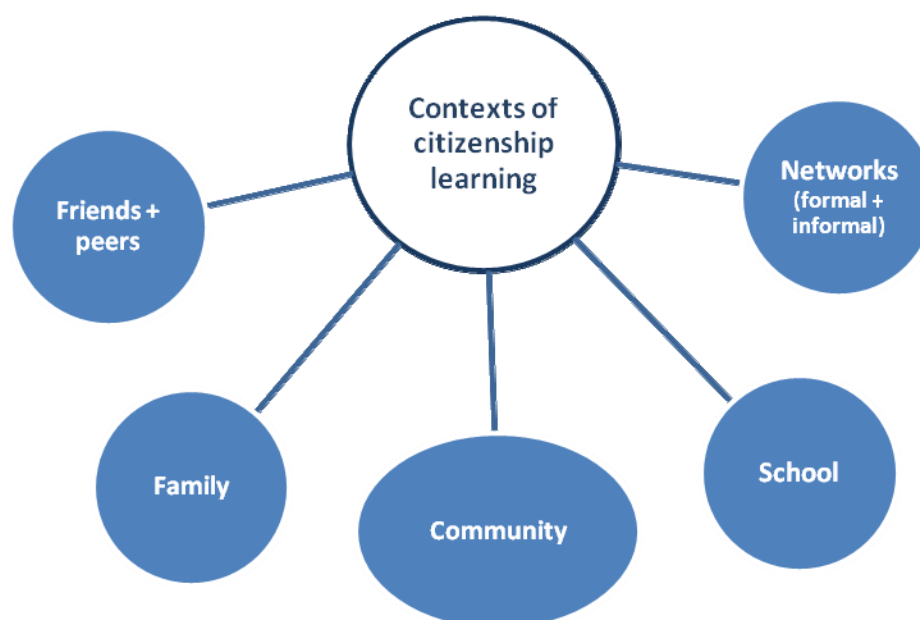 Contexts of
citizenship
learning
Friends +
peers
Networks
(formal +
informal)
Family
Community
School